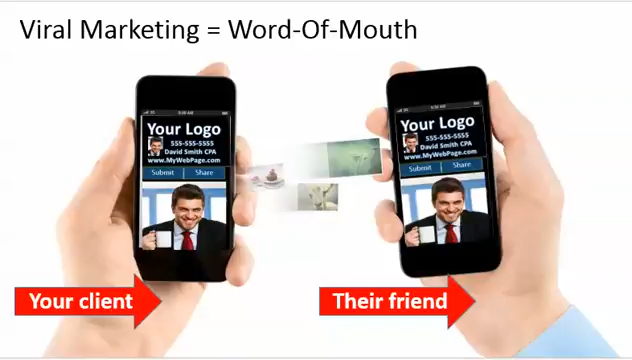 Viral Marketing = Word-Of-Mouth
Your Logo
555-555-5555
David Smith CPA
www.MyWebPage.com
Submit Share
Your Logo
555-555-5555
David Smith CPA
www.MyWebPage.com
Submit Share
Your client
Their friend